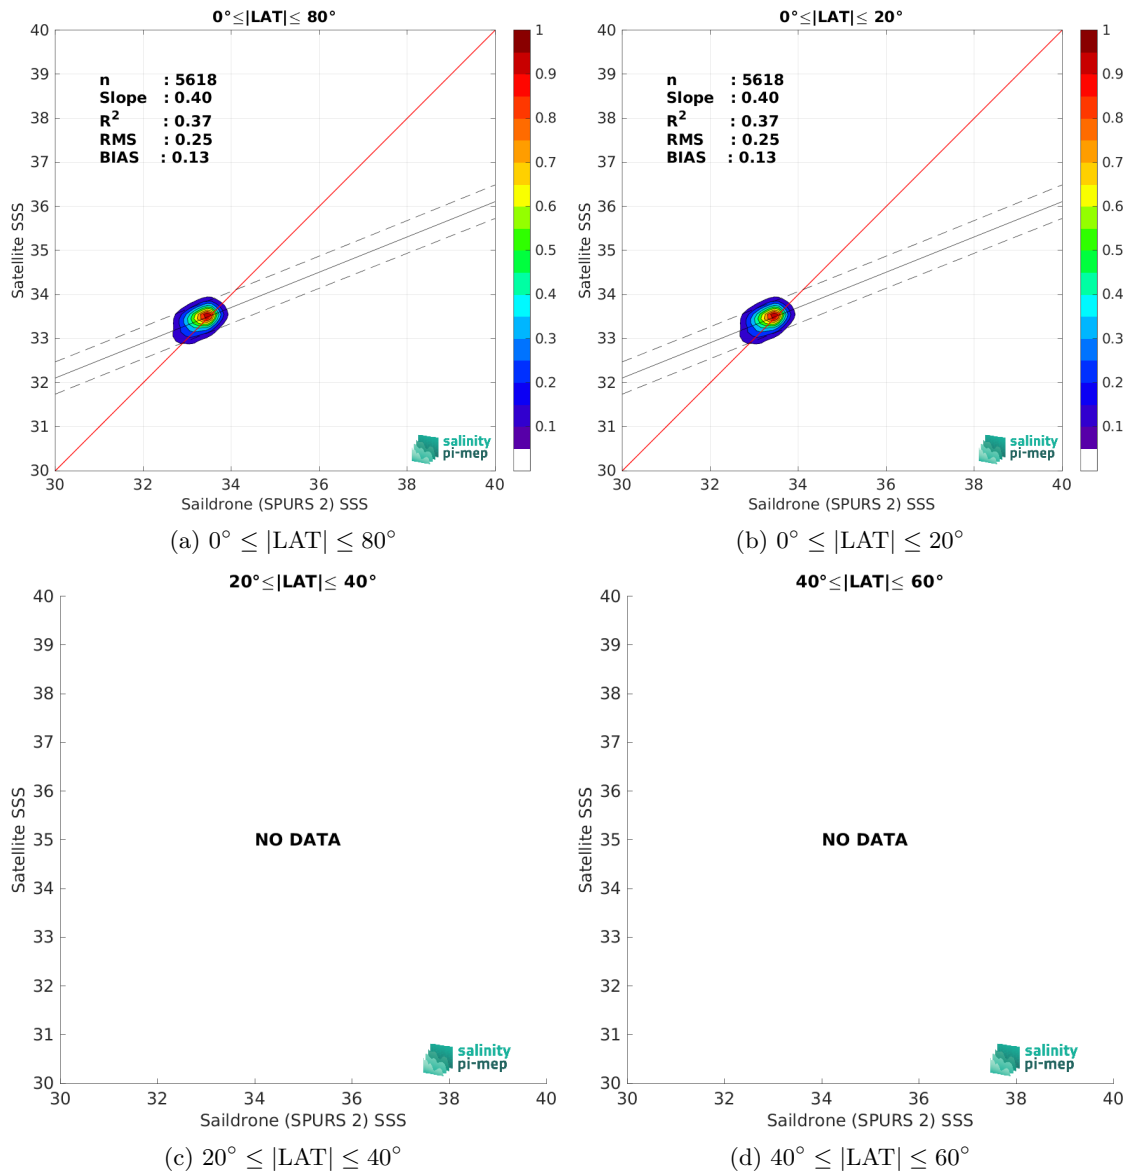 0°≤|LAT|≤ 80°
40
39
38
37
36
35
34
33
32
31
30
Satellite SSS
n : 5618
Slope : 0.40
R² : 0.37
RMS : 0.25
BIAS : 0.13
salinity
pi-mep
30 32 34 36 38 40
Saildrone (SPURS 2) SSS
1
0.9
0.8
0.7
0.6
0.5
0.4
0.3
0.2
0.1
(a) 0° ≤ |LAT| ≤ 80°
0°≤|LAT|≤ 20°
40
39
38
37
36
35
34
33
32
31
30
Satellite SSS
n : 5618
Slope : 0.40
R² : 0.37
RMS : 0.25
BIAS : 0.13
salinity
pi-mep
30 32 34 36 38 40
Saildrone (SPURS 2) SSS
1
0.9
0.8
0.7
0.6
0.5
0.4
0.3
0.2
0.1
(b) 0° ≤ |LAT| ≤ 20°
20°≤|LAT|≤ 40°
40
39
38
37
36
35
34
33
32
31
30
Satellite SSS
NO DATA
salinity
pi-mep
30 32 34 36 38 40
Saildrone (SPURS 2) SSS
(c) 20° ≤ |LAT| ≤ 40°
40°≤|LAT|≤ 60°
40
39
38
37
36
35
34
33
32
31
30
Satellite SSS
NO DATA
salinity
pi-mep
30 32 34 36 38 40
Saildrone (SPURS 2) SSS
(d) 40° ≤ |LAT| ≤ 60°